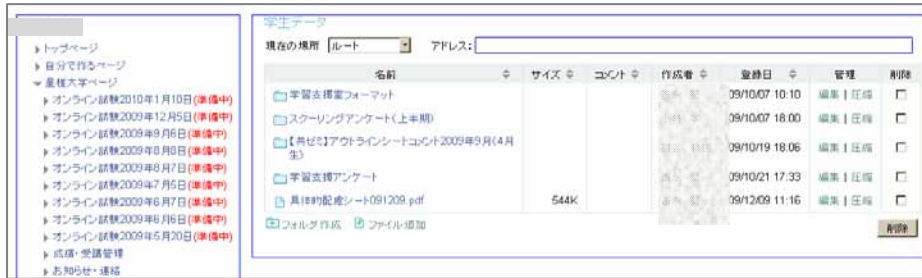 トップページ
自分で作るページ
星槎大学ページ
オンライン試験2010年1月10日(準備中)
オンライン試験2009年12月5日(準備中)
オンライン試験2009年9月6日(準備中)
オンライン試験2009年8月8日(準備中)
オンライン試験2009年8月7日(準備中)
オンライン試験2009年7月5日(準備中)
オンライン試験2009年6月7日(準備中)
オンライン試験2009年6月6日(準備中)
オンライン試験2009年5月20日(準備中)
成績・受講管理
お知らせ・連絡
学生データ
現在の場所 ルート アドレス:
名前 サイズ コメント 作成者 登録日 管理 削除
学習支援室フォーマット 09/10/07 10:10 編集 | 圧縮
スクーリングアンケート(上半期) 09/10/07 18:00 編集 | 圧縮
【共ゼミ】アウトラインシートコメント2009年9月(4月
生) 09/10/19 18:06 編集 | 圧縮
学習支援アンケート 09/10/21 17:33 編集 | 圧縮
具体的配慮シート091209.pdf 544K 09/12/09 11:16 編集 | 圧縮
フォルダ作成 ファイル追加 削除